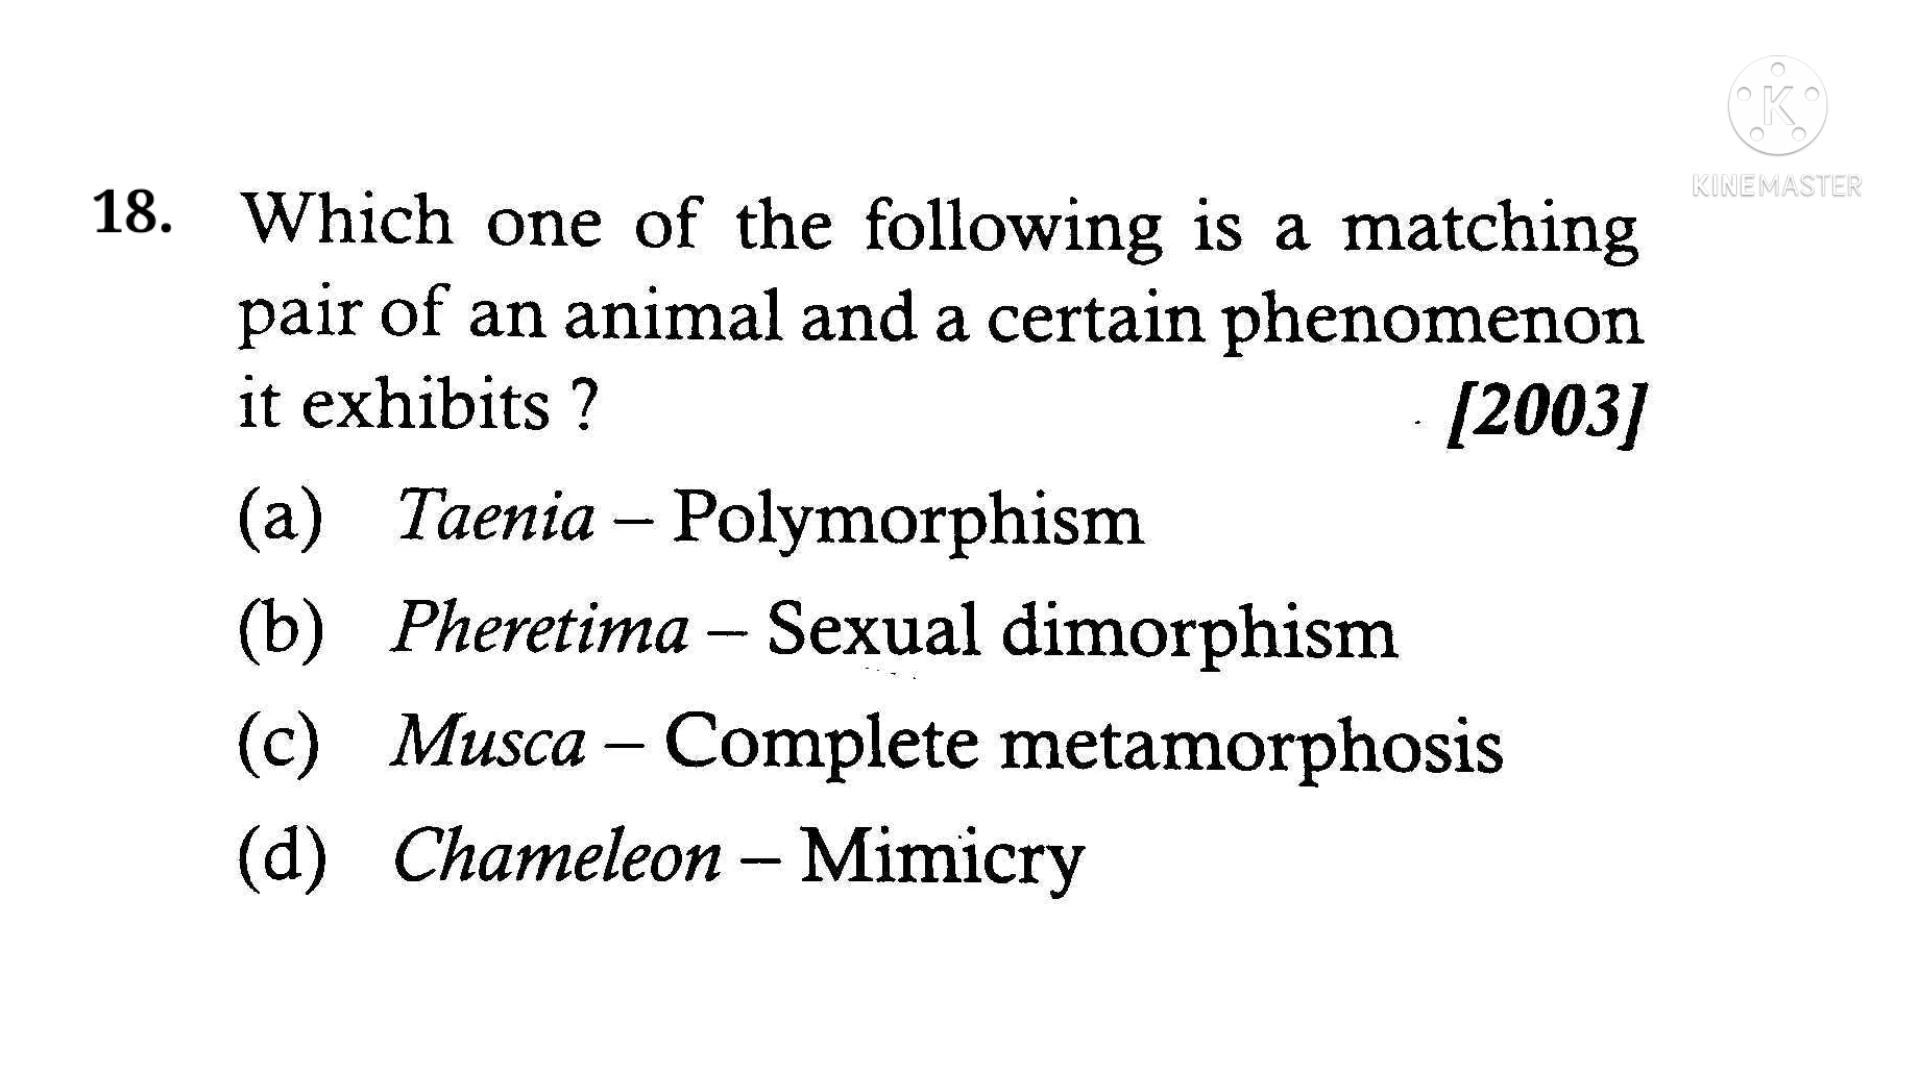 KINEMASTER
18. Which one of the following is a matching
pair of an animal and a certain phenomenon
it exhibits ? [2003]
(a) Taenia – Polymorphism
(b) Pheretima – Sexual dimorphism
(c) Musca – Complete metamorphosis
(d) Chameleon – Mimicry